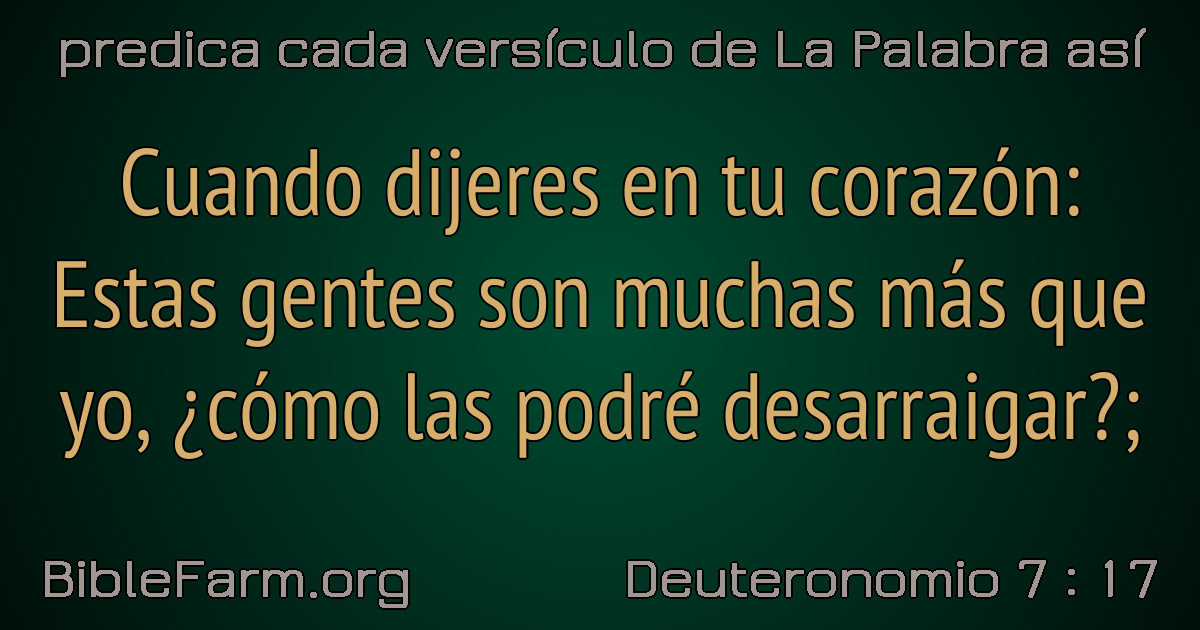 predica cada versículo de La Palabra así
Cuando dijeres en tu corazón:
Estas gentes son muchas más que
yo, ¿cómo las podré desarraigar?;
BibleFarm.org
Deuteronomio 7 : 17